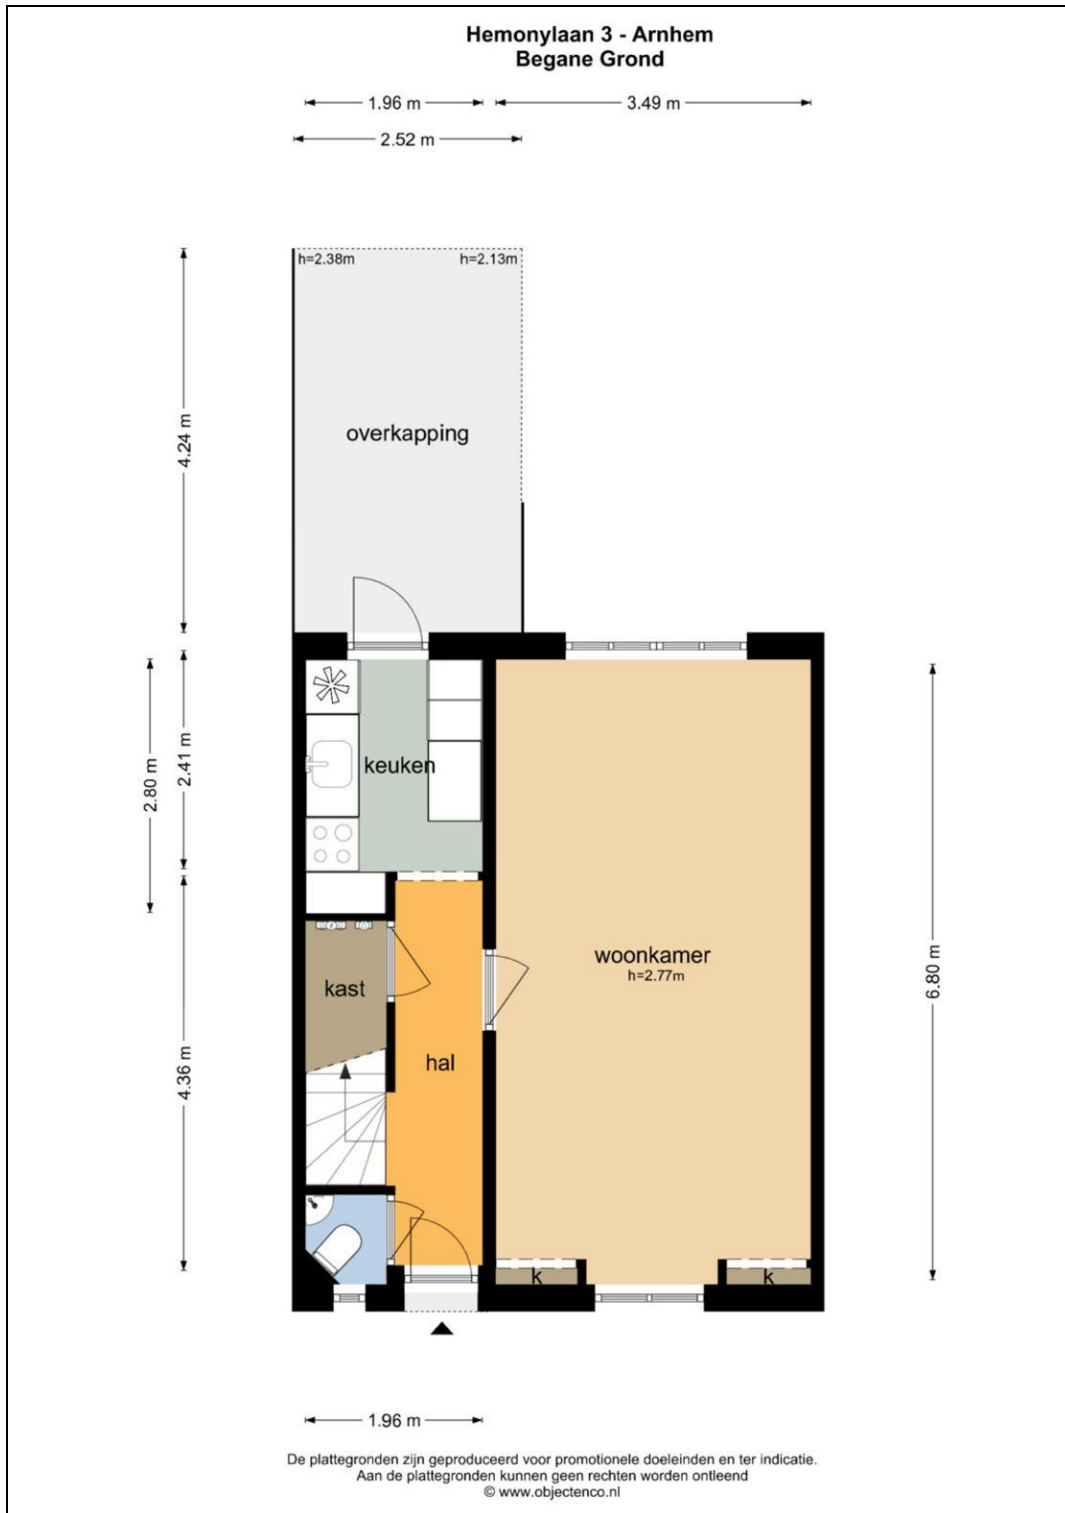 Hemonylaan 3 - Arnhem
Begane Grond
1.96 m
3.49 m
2.52 m
h=2.38m
h=2.13m
4.24 m
overkapping
2.80 m
2.41 m
keuken
6.80 m
woonkamer
h=2.77m
kast
hal
4.36 m
k
k
1.96 m
De plattegronden zijn geproduceerd voor promotionele doeleinden en ter indicatie.
Aan de plattegronden kunnen geen rechten worden ontleend
© www.objectenco.nl